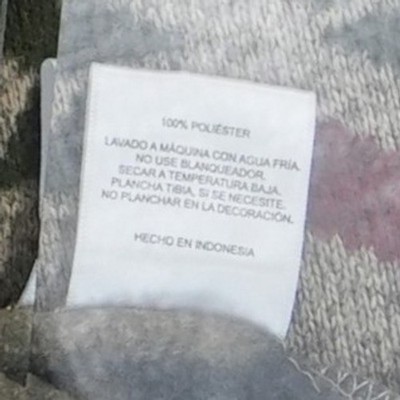 100% POLIÉSTER
LAVADO A MÁQUINA CON AGUA FRÍA.
NO USE BLANQUEADOR.
SECAR A TEMPERATURA BAJA.
PLANCHA TIBIA, SI SE NECESITE.
NO PLANCHAR EN LA DECORACIÓN.
HECHO EN INDONESIA